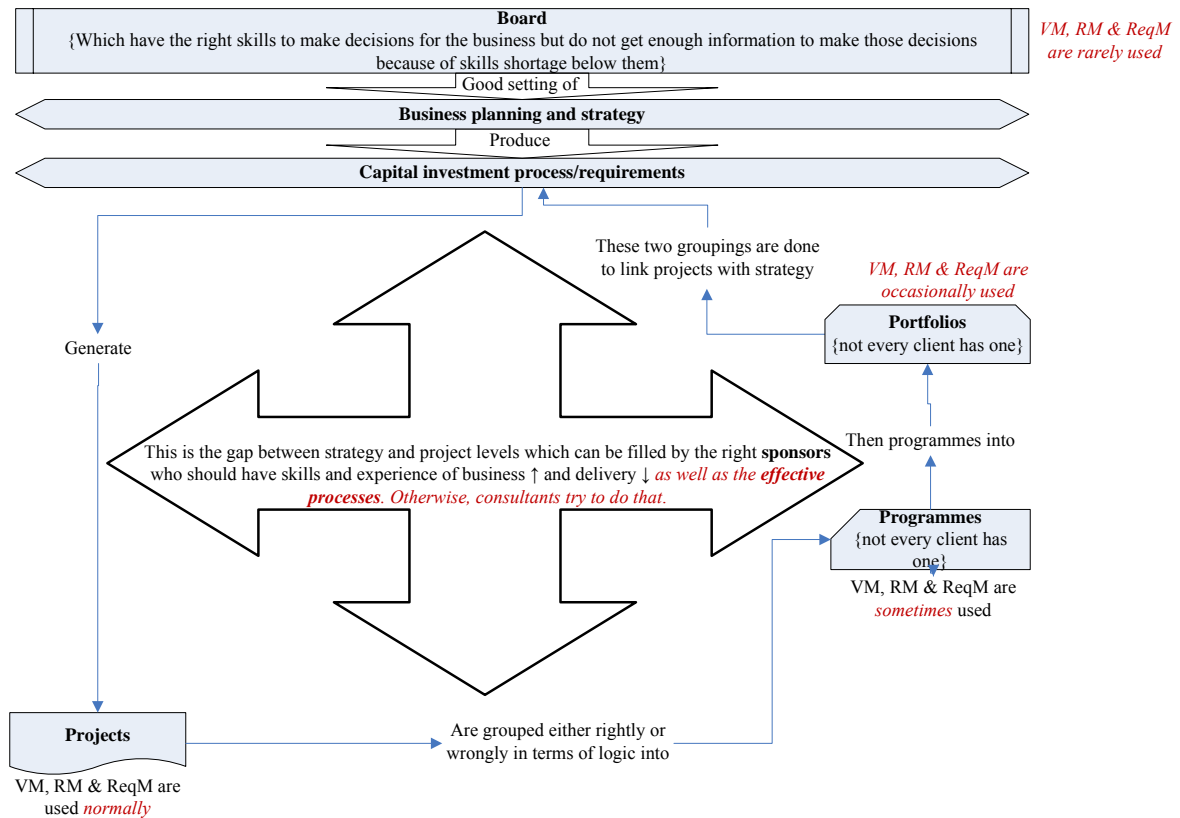 Board
{Which have the right skills to make decisions for the business but do not get enough information to make those decisions
because of skills shortage below them}
VM, RM & ReqM
are rarely used
Good setting of
Business planning and strategy
Produce
Capital investment process/requirements
These two groupings are done
to link projects with strategy
VM, RM & ReqM are
occasionally used
Portfolios
{not every client has one}
Generate
Then programmes into
This is the gap between strategy and project levels which can be filled by the right sponsors
who should have skills and experience of business ↑ and delivery ↓ as well as the effective
processes. Otherwise, consultants try to do that.
Programmes
{not every client has
one}
VM, RM & ReqM are
sometimes used
Projects
Are grouped either rightly or
wrongly in terms of logic into
VM, RM & ReqM are
used normally